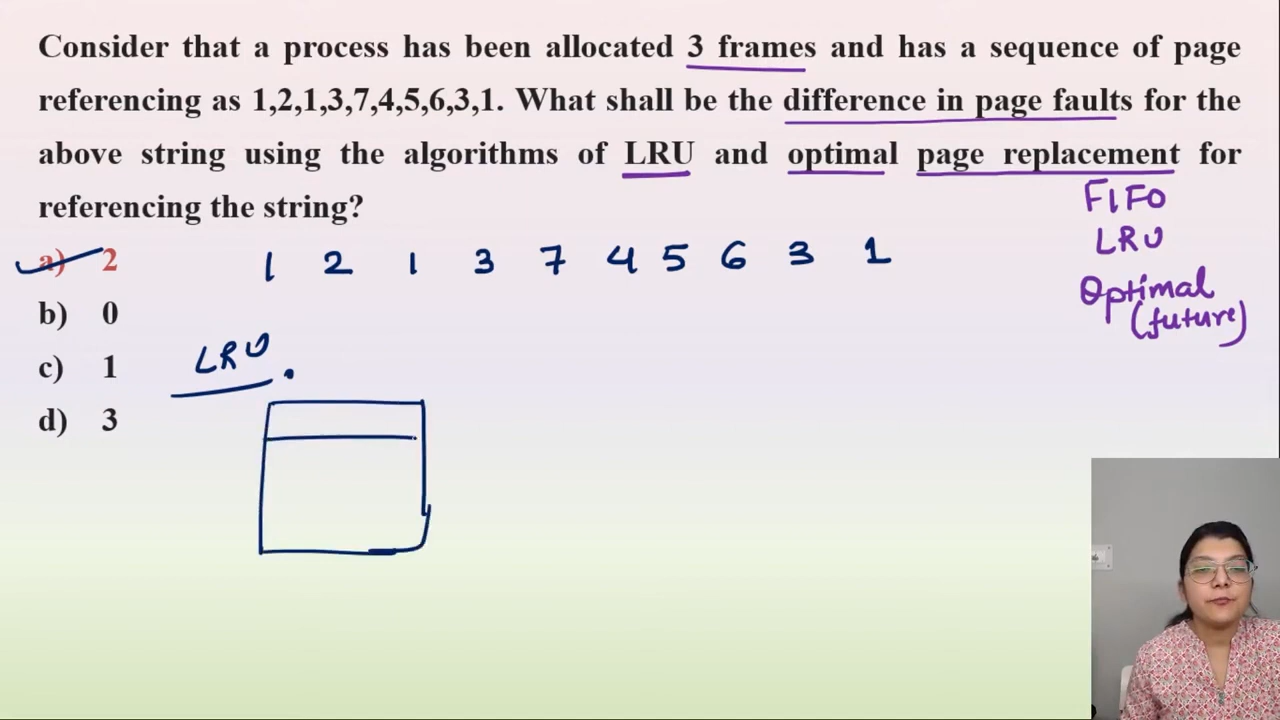 Consider that a process has been allocated 3 frames and has a sequence of page
referencing as 1,2,1,3,7,4,5,6,3,1. What shall be the difference in page faults for the
above string using the algorithms of LRU and optimal page replacement for
referencing the string?
FIFO
LRU
Optimal
(future)
a) 2
1 2 1 3 7 4 5 6 3 1
b) 0
c) 1
d) 3
LRU